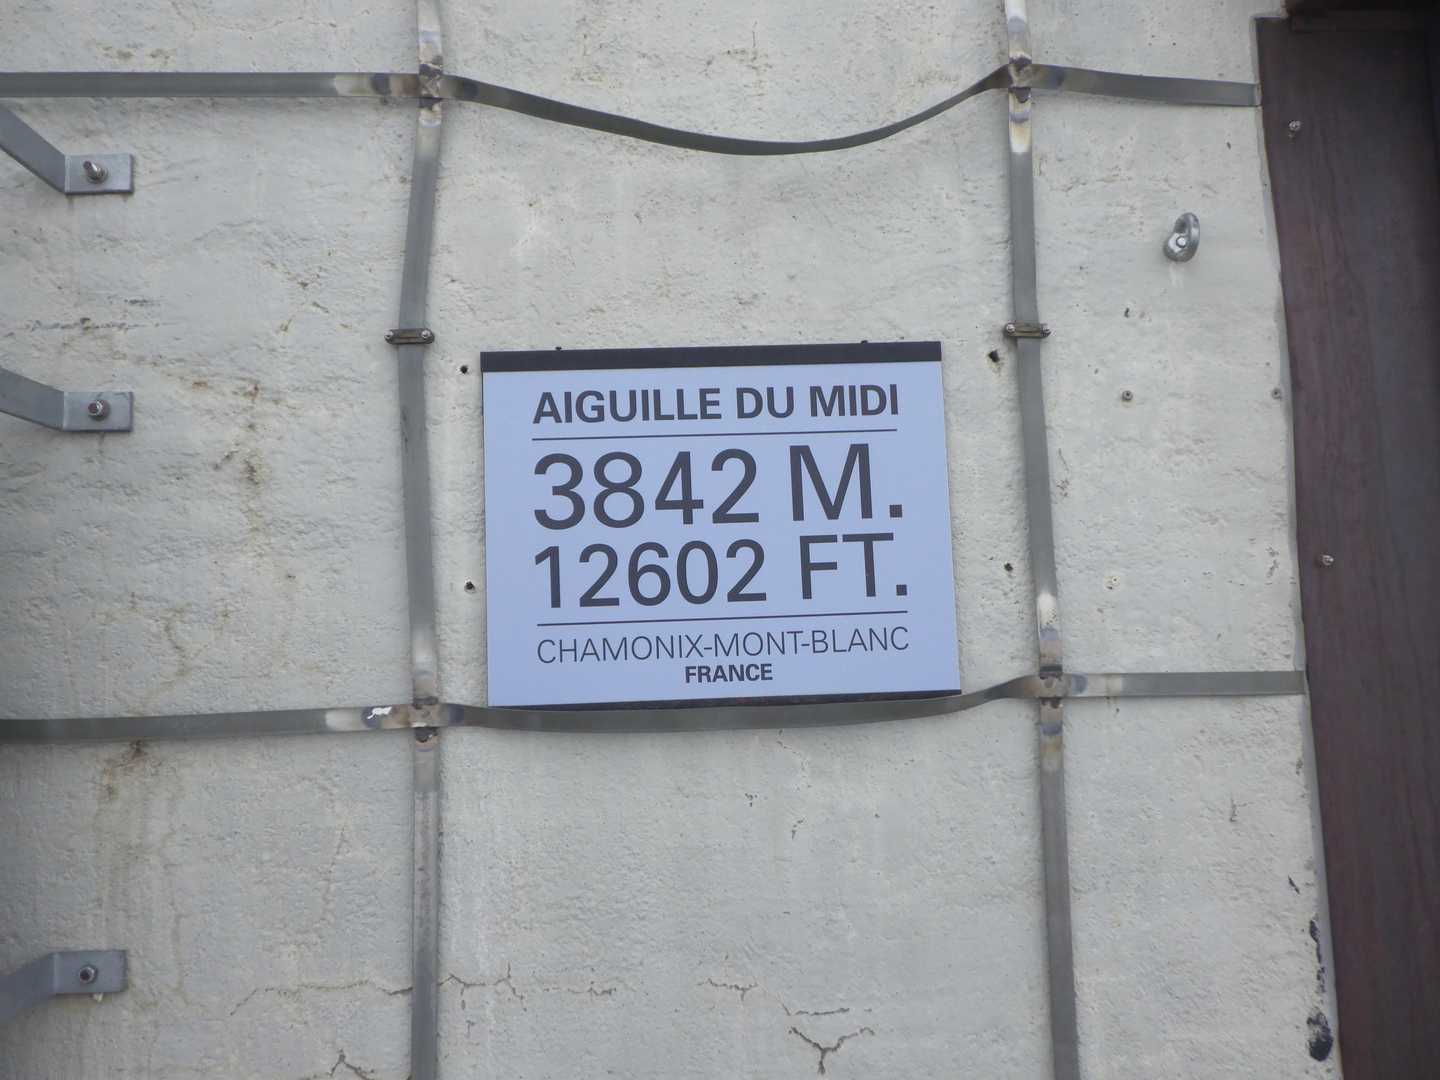 AIGUILLE DU MIDI
3842 M.
12602 FT.
CHAMONIX-MONT-BLANC
FRANCE